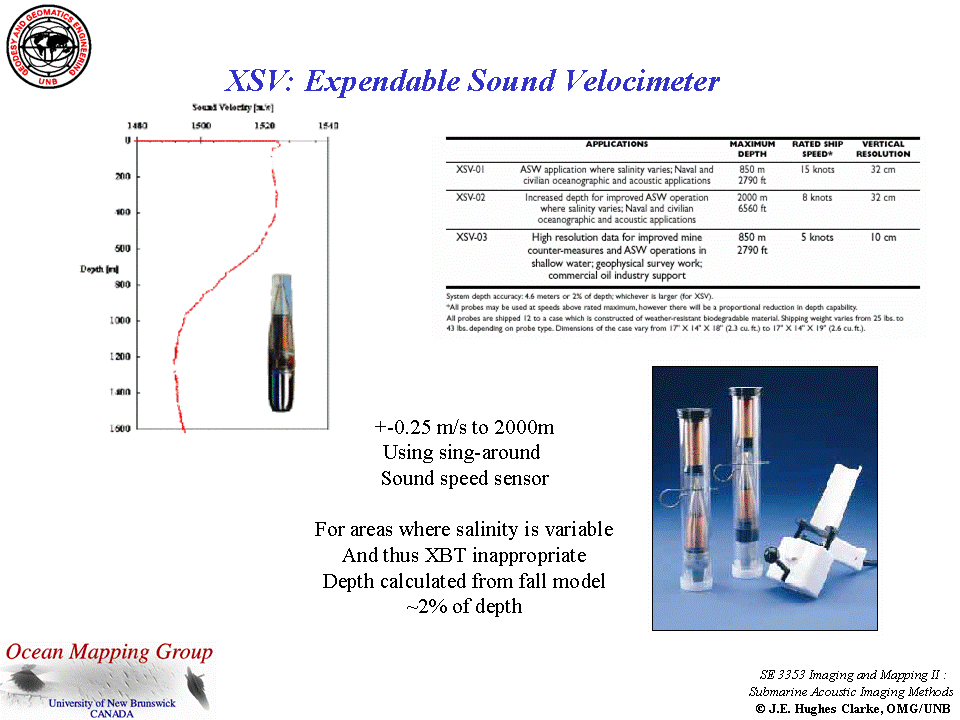 GEODESY AND GEOMATICS ENGINEERING
UNB
XSV: Expendable Sound Velocimeter
Sound Velocity [m/s]
1480 1500 1520 1540
0
200
400
600
800
1000
1200
1400
1600
Depth [m]
APPLICATIONS MAXIMUM DEPTH RATED SHIP SPEED* VERTICAL RESOLUTION
XSV-01 ASW application where salinity varies; Naval and 850 m 15 knots 32 cm
civilian oceanographic and acoustic applications 2790 ft
XSV-02 Increased depth for improved ASW operation 2000 m 8 knots 32 cm
where salinity varies; Naval and civilian 6560 ft
oceanographic and acoustic applications
XSV-03 High resolution data for improved mine 850 m 5 knots 10 cm
counter-measures and ASW operations in 2790 ft
shallow water; geophysical survey work;
commercial oil industry support
System depth accuracy: 4.6 meters or 2% of depth; whichever is larger (for XSV).
*All probes may be used at speeds above rated maximum, however there will be a proportional reduction in depth capability.
All probes are shipped 12 to a case which is constructed of weather-resistant biodegradable material. Shipping weight varies from 25 lbs. to
43 lbs. depending on probe type. Dimensions of the case vary from 17" X 14" X 18" (2.3 cu. ft.) to 17" X 14" X 19" (2.6 cu. ft.).
+-0.25 m/s to 2000m
Using sing-around
Sound speed sensor
For areas where salinity is variable
And thus XBT inappropriate
Depth calculated from fall model
~2% of depth
Ocean Mapping Group
University of New Brunswick
CANADA
SE 3353 Imaging and Mapping II :
Submarine Acoustic Imaging Methods
© J.E. Hughes Clarke, OMG/UNB